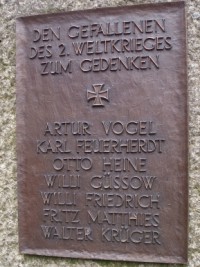 DEN GEFALLENEN
DES 2. WELTKRIEGES
ZUM GEDENKEN
ARTUR VOGEL
KARL FEUERHERDT
OTTO HEINE
WILLI GÜSSOW
WILLI FRIEDRICH
FRITZ MATTHIES
WALTER KRÜGER